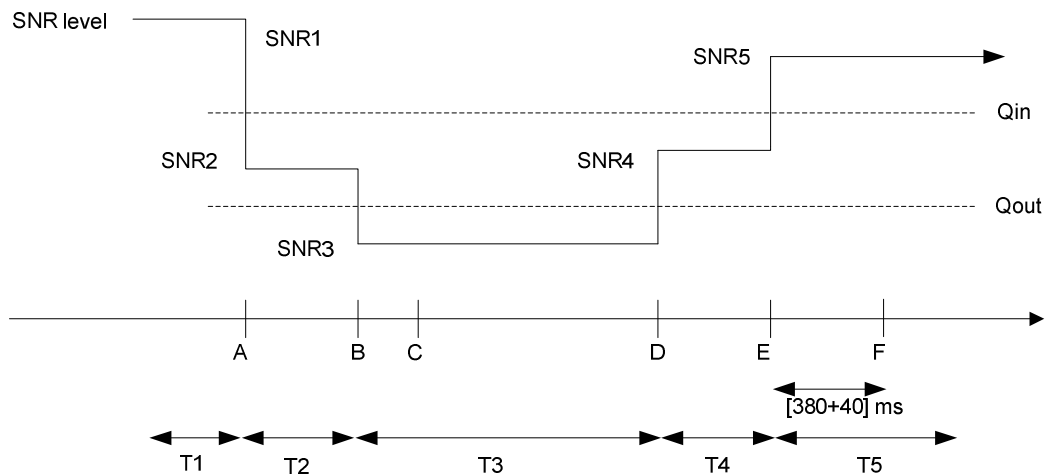 SNR level
SNR1
SNR5
Qin
SNR2
SNR4
Qout
SNR3
A
B
C
D
E
F
[380+40] ms
T1
T2
T3
T4
T5